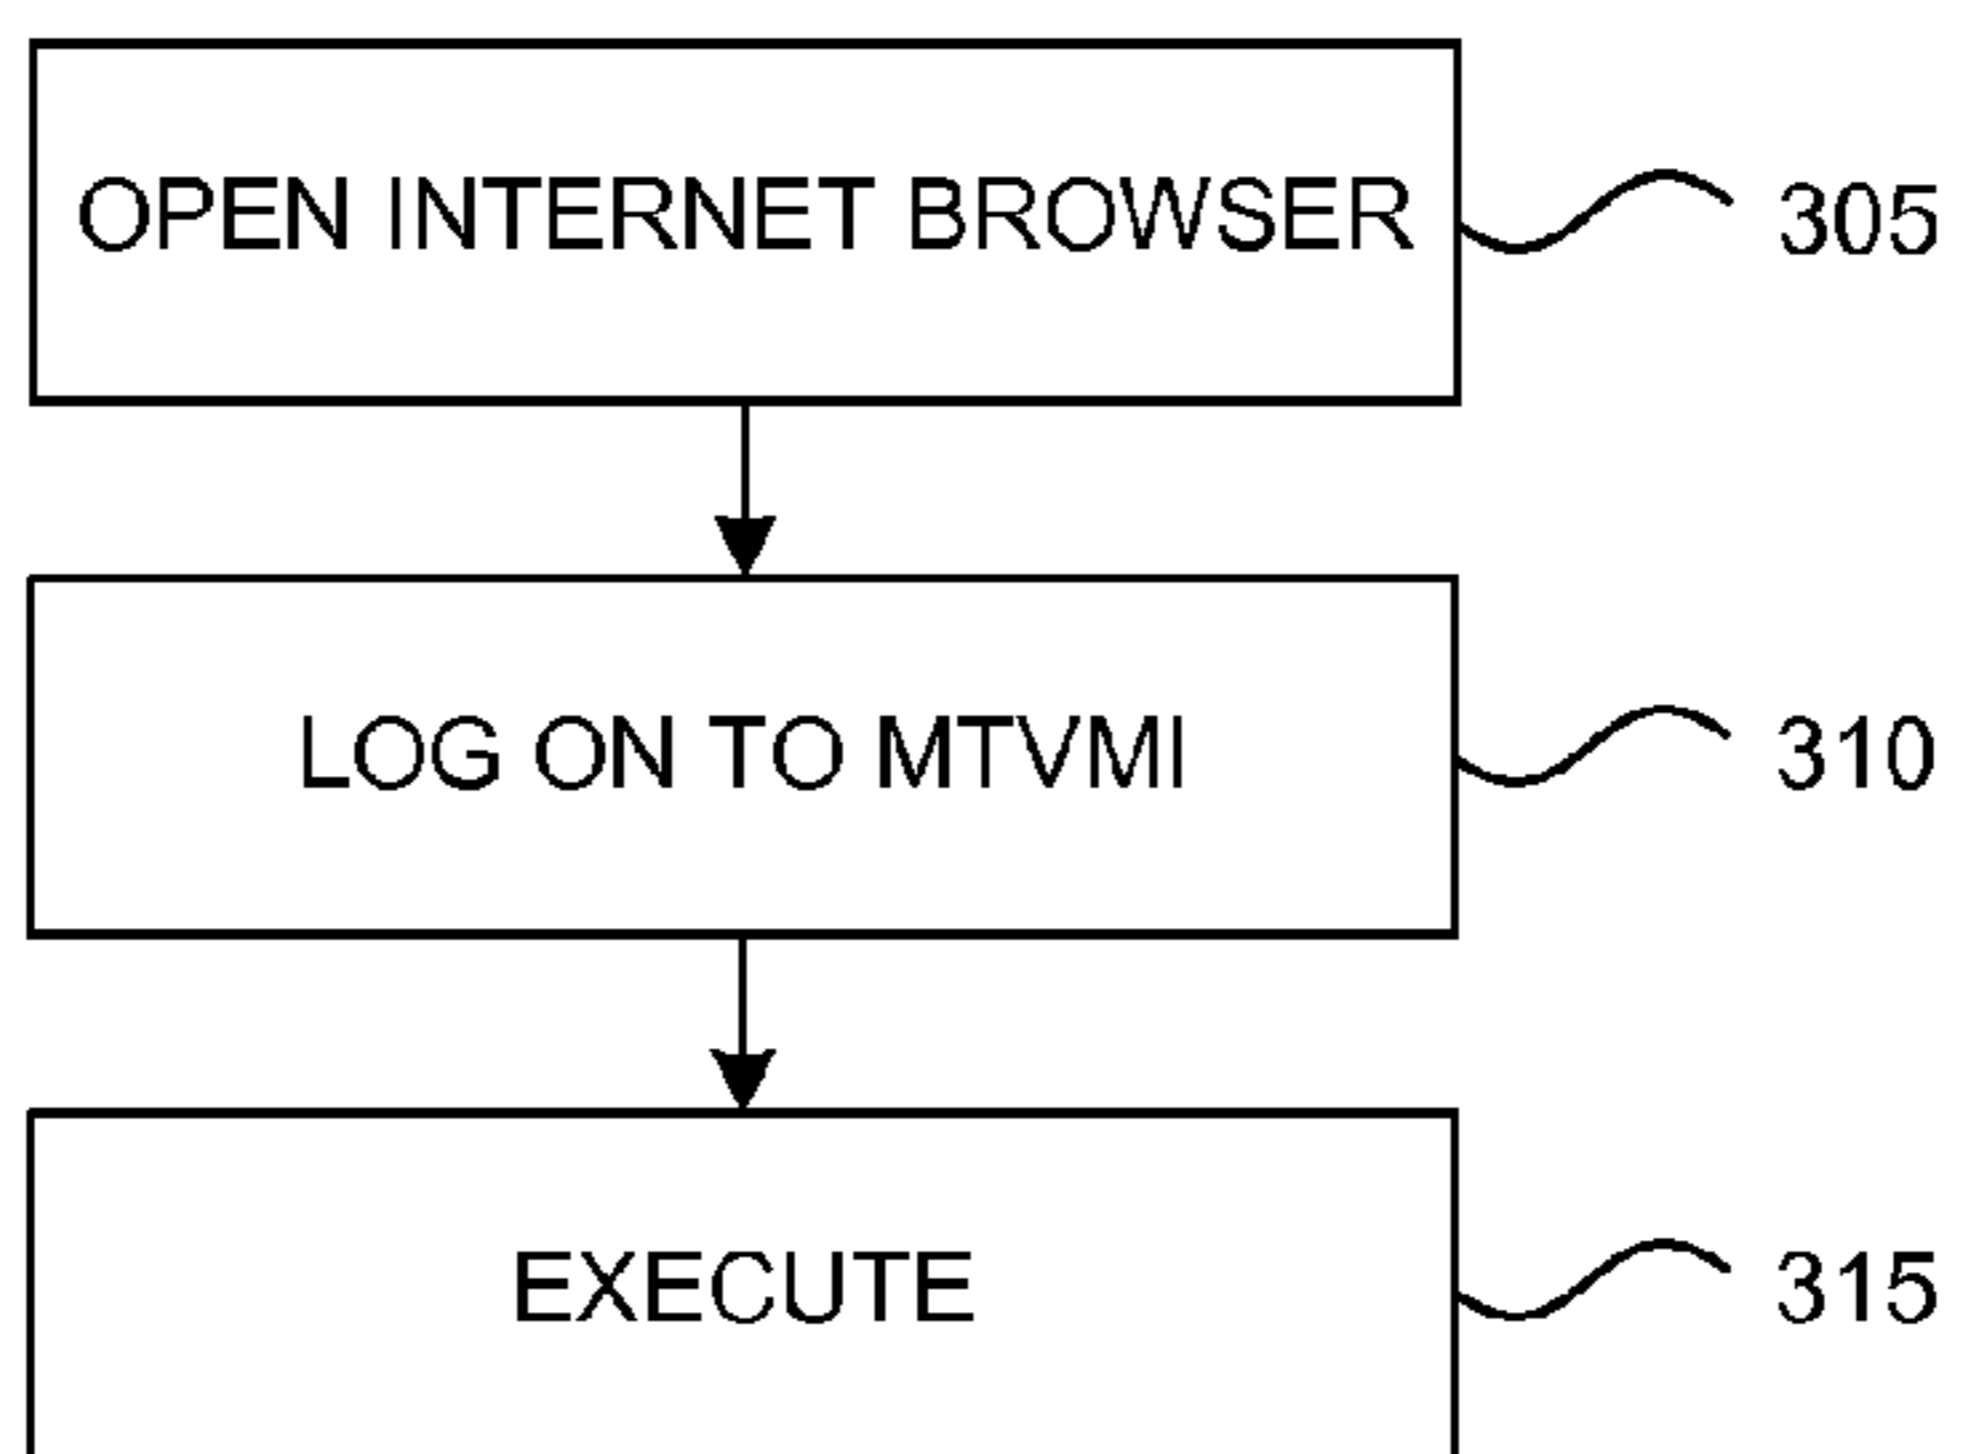 OPEN INTERNET BROWSER
305
LOG ON TO MTVMI
310
EXECUTE
315